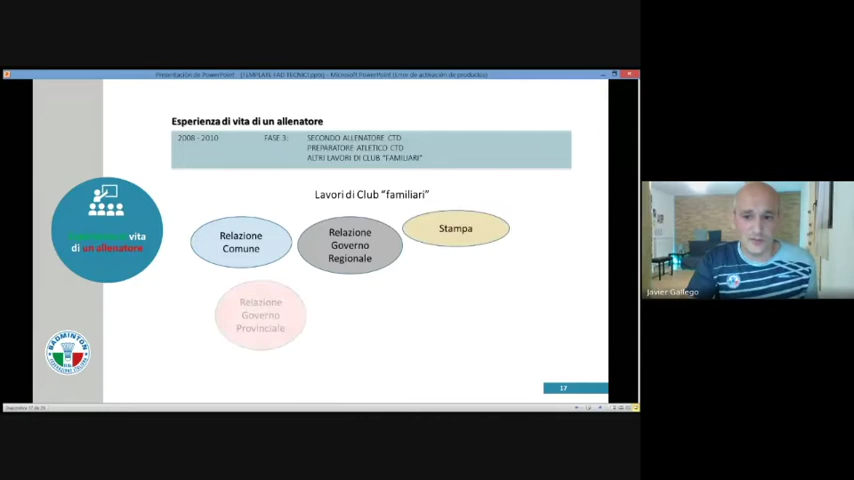 Presentación de PowerPoint - [TEMPLATE FAD TECNICI.pptx] - Microsoft PowerPoint (Error de activación de productos)
Esperienza di vita di un allenatore
2008 - 2010 FASE 3: SECONDO ALLENATORE CTD
PREPARATORE ATLETICO CTD
ALTRI LAVORI DI CLUB “FAMILIARI”
Lavori di Club “familiari”
Relazione
Comune
Relazione
Governo
Regionale
Stampa
vita
di un allenatore
Relazione
Governo
Provinciale
BADMINTON
17
Javier Gallego